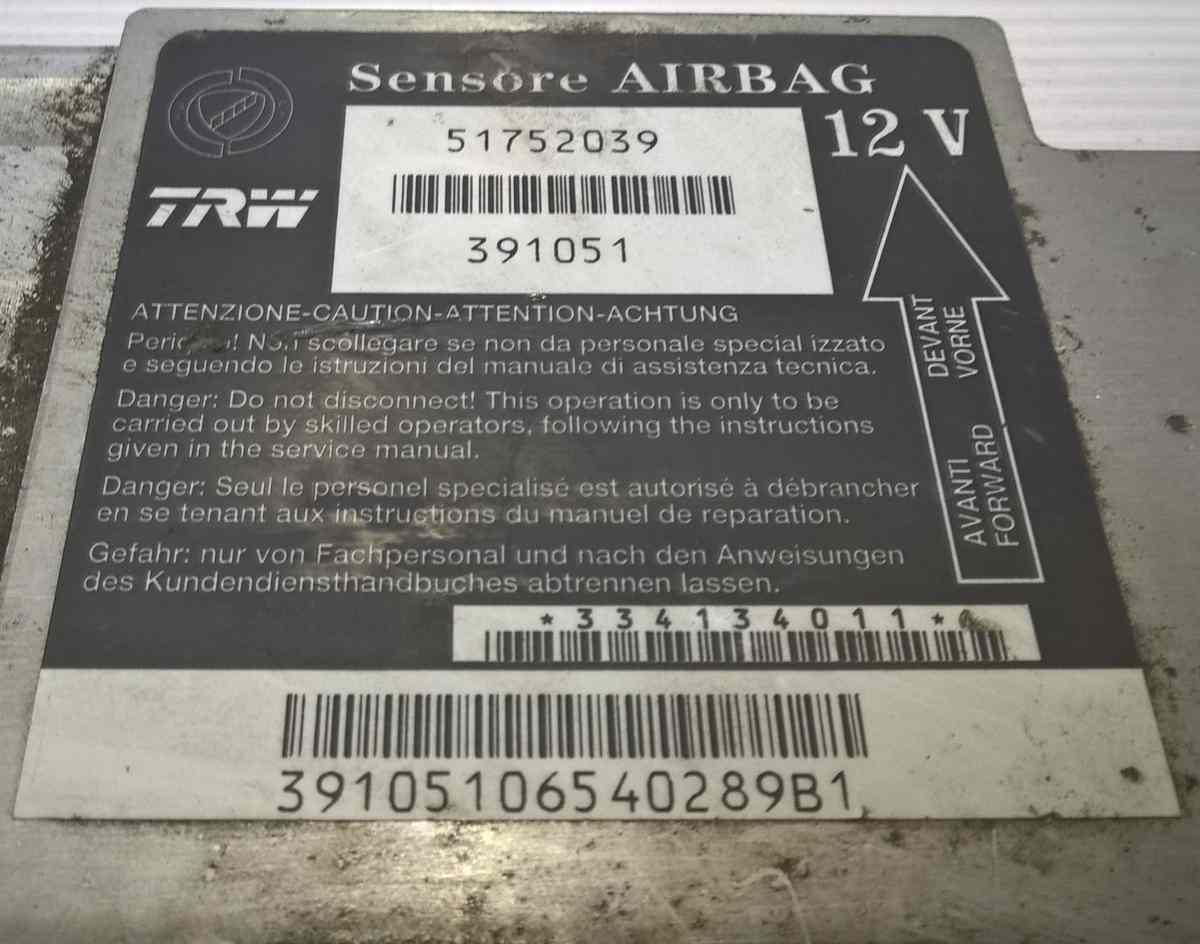 Sensore AIRBAG
12 V
51752039
TRW
391051
ATTENZIONE-CAUTION-ATTENTION-ACHTUNG
scollegare se non da personale special izzato
e seguendo le istruzioni del manuale di assistenza tecnica.
Danger: Do not disconnect! This operation is only to be
carried out by skilled operators, following the instructions
given in the service manual.
Danger: Seul le personel specialisé est autorisé à débrancher
en se tenant aux instructions du manuel de reparation.
Gefahr: nur von Fachpersonal und nach den Anweisungen
des Kundendiensthandbuches abtrennen lassen.
DEVANT
VORNE
AVANTI
FORWARD
*334134011*
39105106540289B1